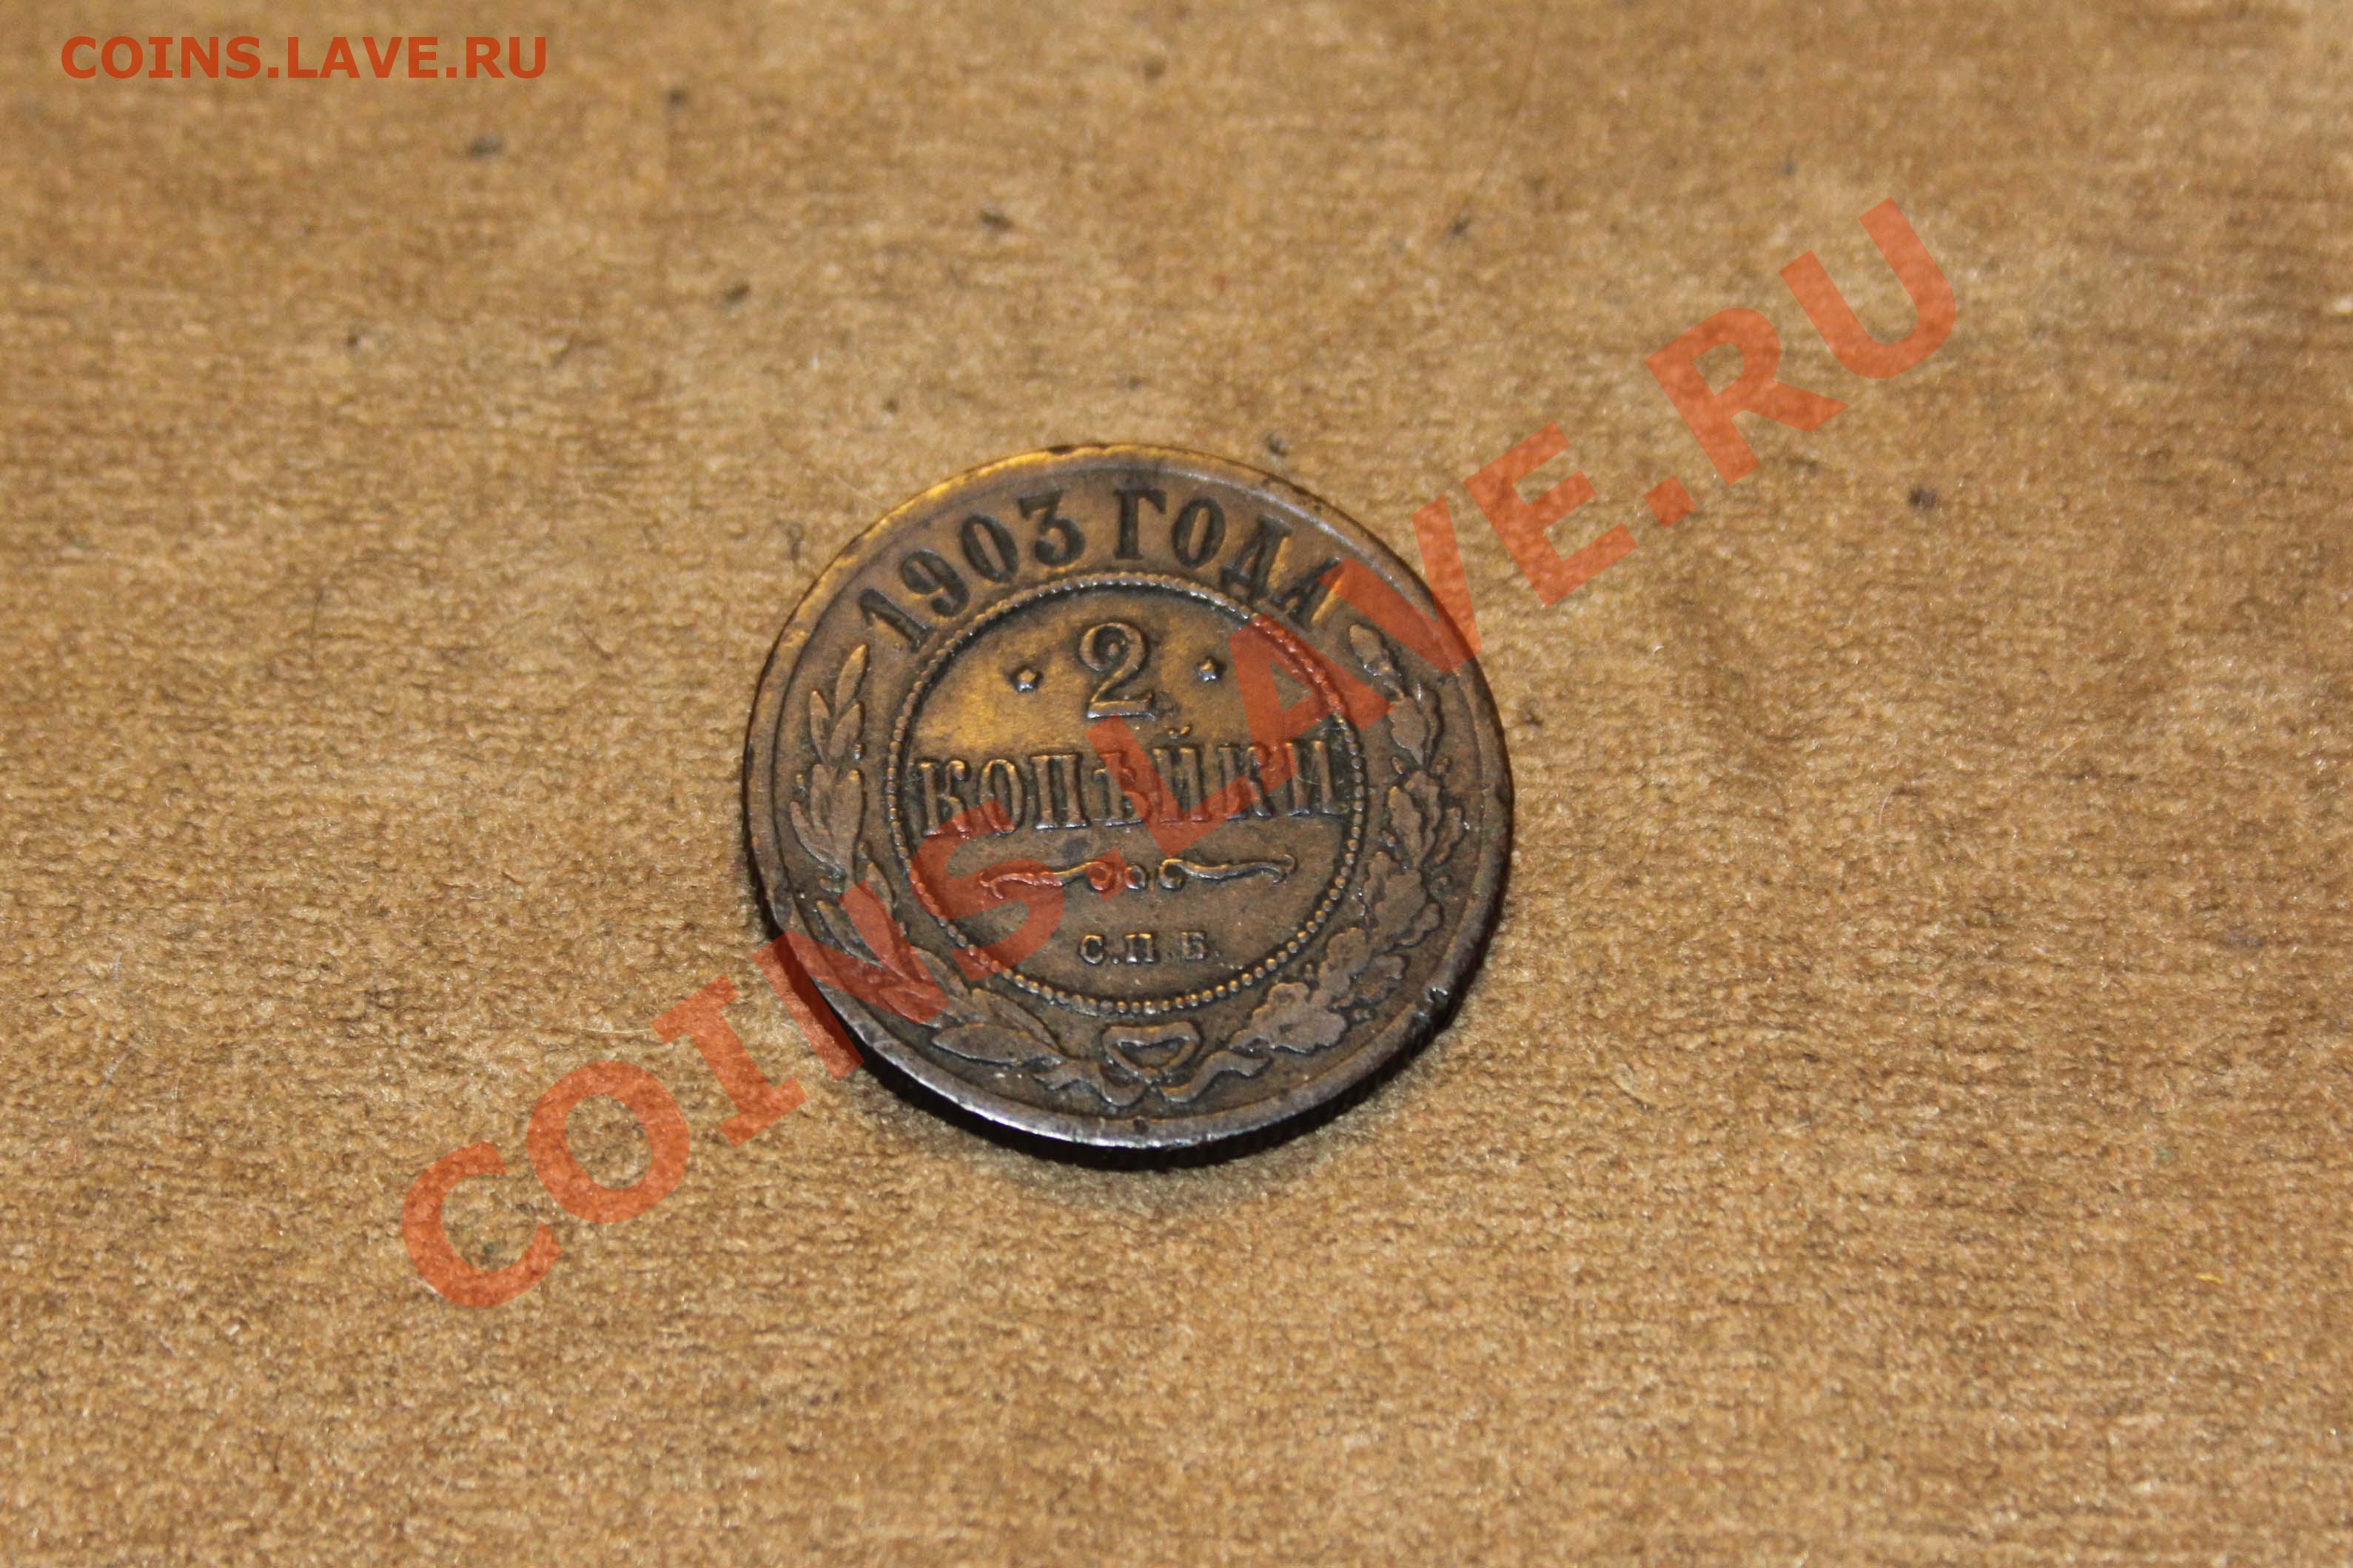 COINS.LAVE.RU
1903 ГОДА
2
КОПѢЙКИ
С.П.Б.
COINS.LAVE.RU